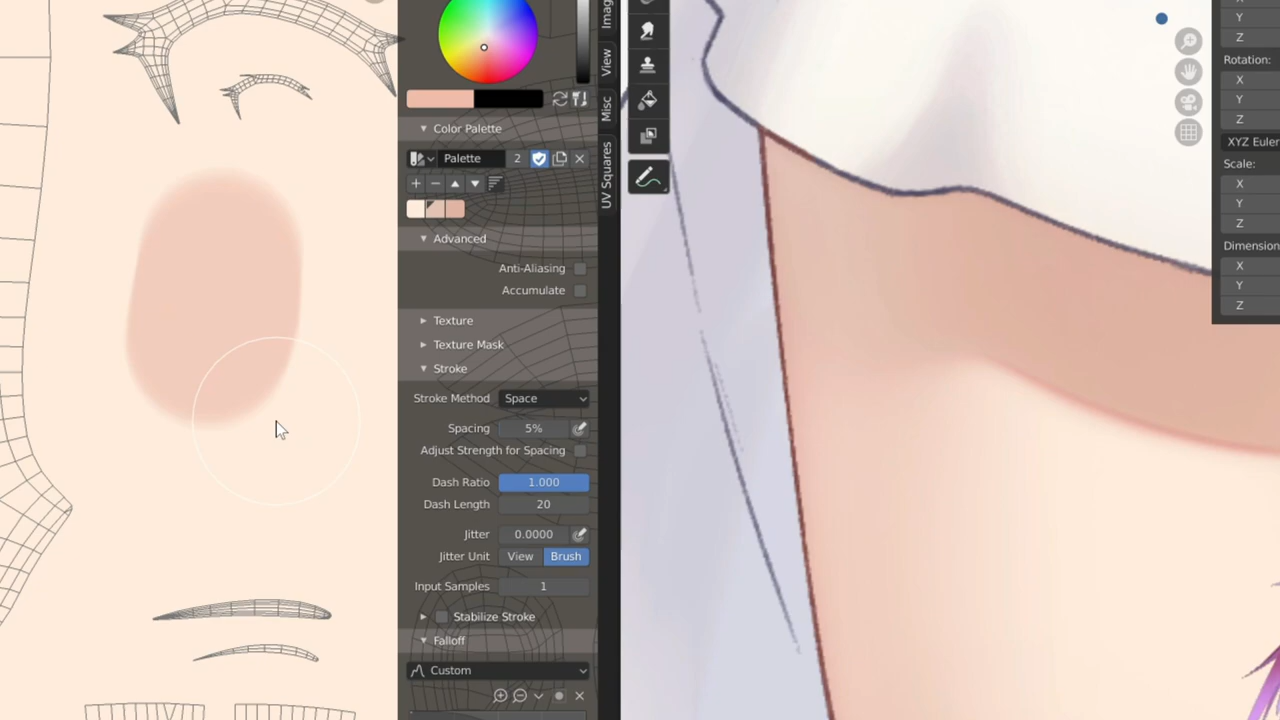 Imag
View
Misc
UV Squares
Color Palette
Palette
2
Advanced
Anti-Aliasing
Accumulate
Texture
Texture Mask
Stroke
Stroke Method
Space
Spacing
5%
Adjust Strength for Spacing
Dash Ratio
1.000
Dash Length
20
Jitter
0.0000
Jitter Unit
View
Brush
Input Samples
1
Stabilize Stroke
Falloff
Custom
Y
Z
Rotation:
X
Y
Z
XYZ Euler
Scale:
X
Y
Z
Dimension
X
Y
Z